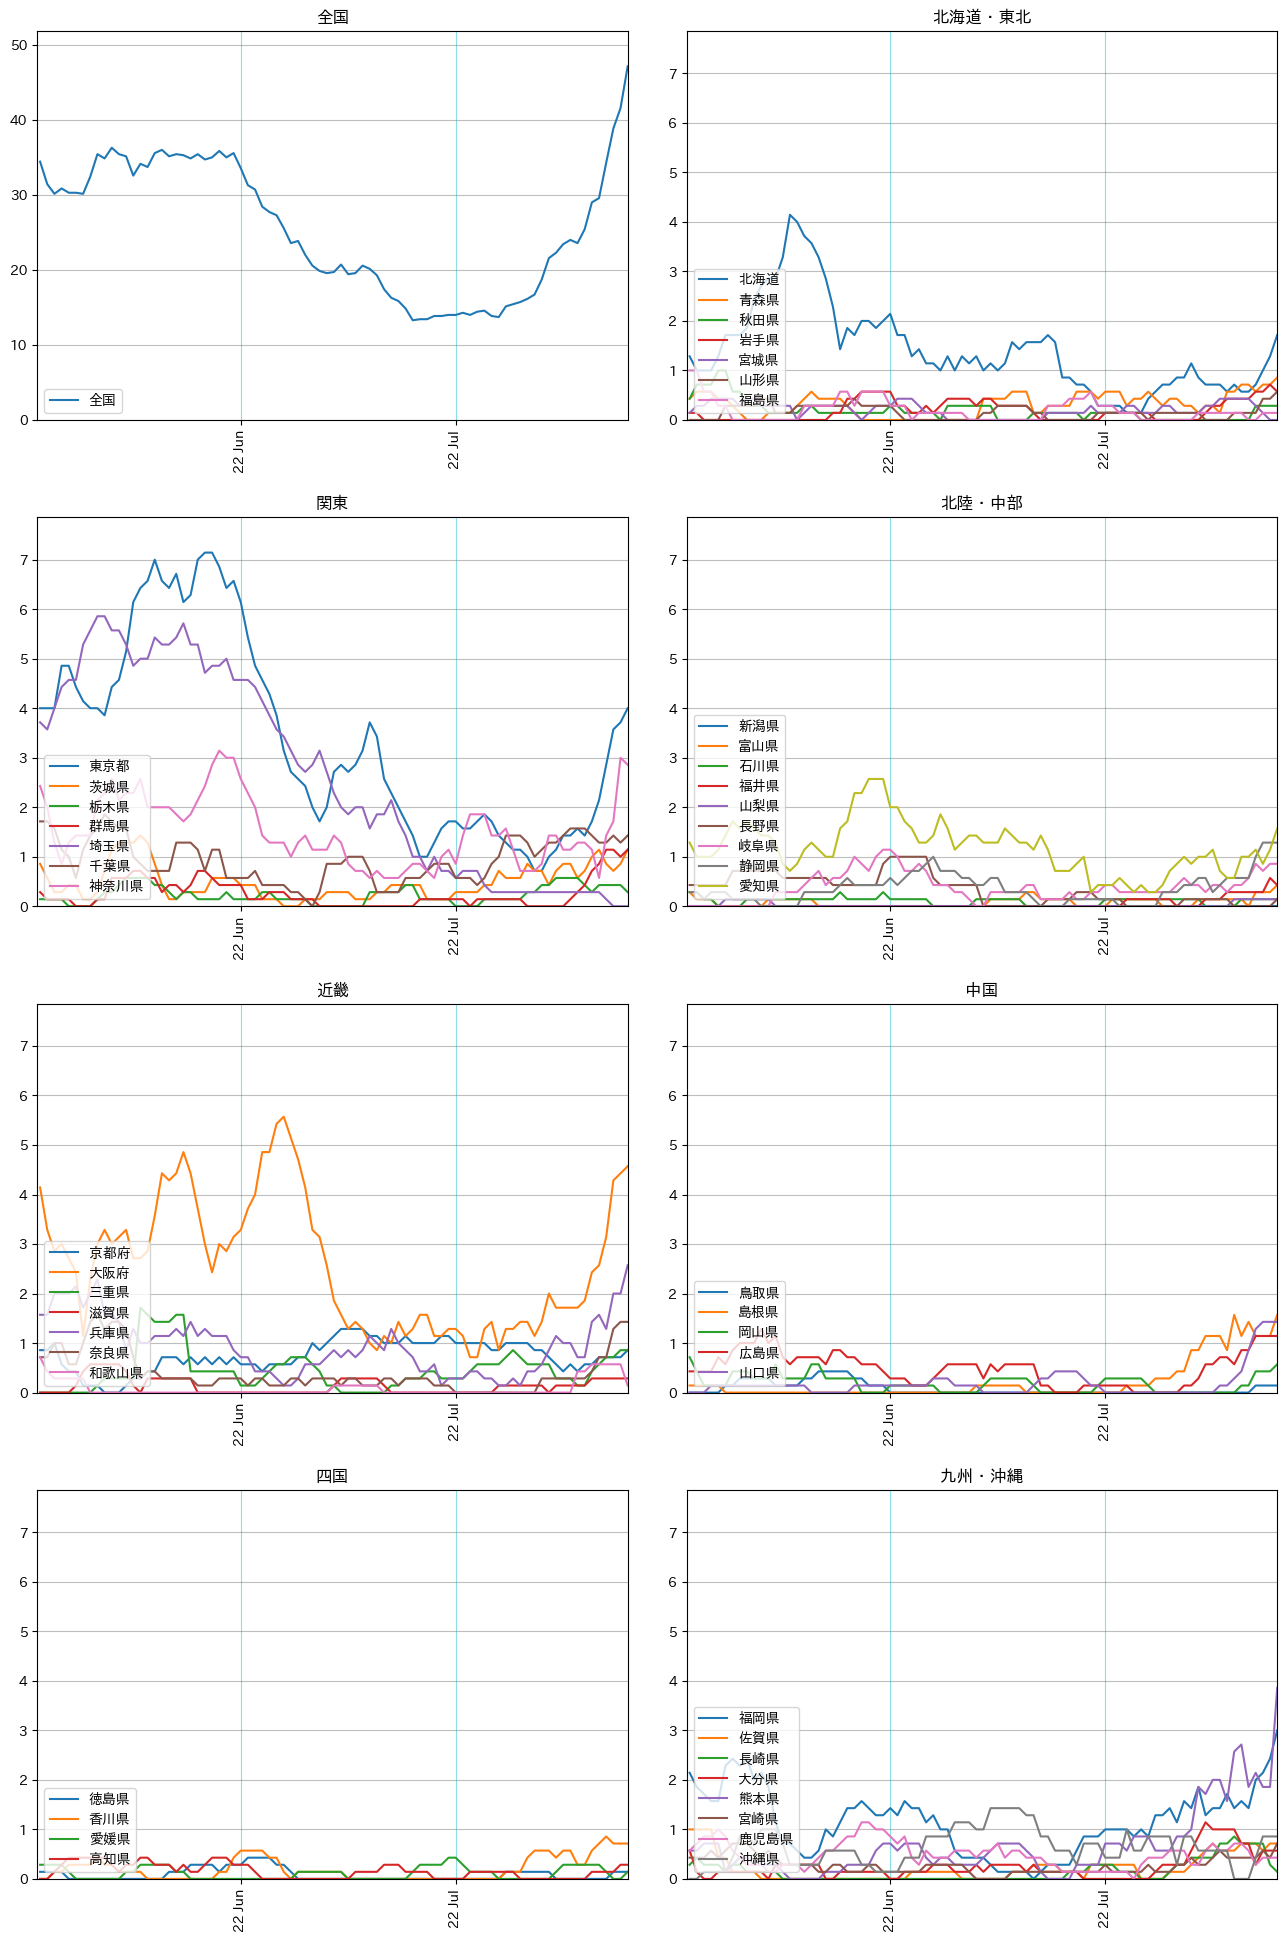 全国
50
40
30
20
10
0
全国
22 Jun
22 Jul
北海道・東北
7
6
5
4
3
2
1
0
北海道
青森県
秋田県
岩手県
宮城県
山形県
福島県
22 Jun
22 Jul
関東
7
6
5
4
3
2
1
0
東京都
茨城県
栃木県
群馬県
埼玉県
千葉県
神奈川県
22 Jun
22 Jul
北陸・中部
7
6
5
4
3
2
1
0
新潟県
富山県
石川県
福井県
山梨県
長野県
岐阜県
静岡県
愛知県
22 Jun
22 Jul
近畿
7
6
5
4
3
2
1
0
京都府
大阪府
三重県
滋賀県
兵庫県
奈良県
和歌山県
22 Jun
22 Jul
中国
7
6
5
4
3
2
1
0
鳥取県
島根県
岡山県
広島県
山口県
22 Jun
22 Jul
四国
7
6
5
4
3
2
1
0
徳島県
香川県
愛媛県
高知県
22 Jun
22 Jul
九州・沖縄
7
6
5
4
3
2
1
0
福岡県
佐賀県
長崎県
大分県
熊本県
宮崎県
鹿児島県
沖縄県
22 Jun
22 Jul